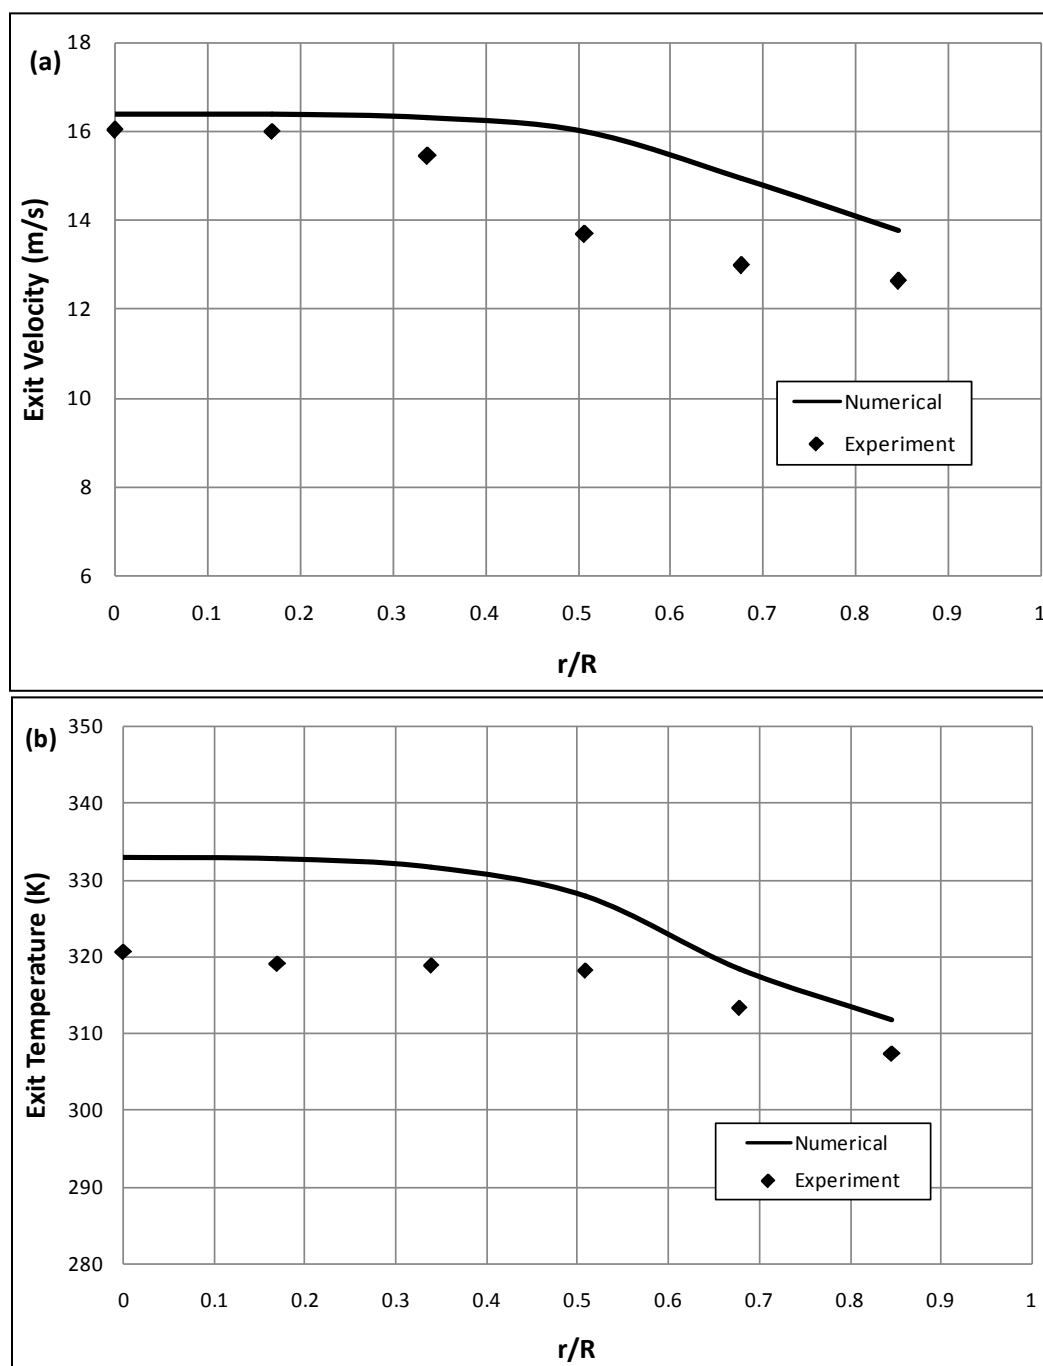 (a)
Exit Velocity (m/s)
18
16
14
12
10
8
6
0 0.1 0.2 0.3 0.4 0.5 0.6 0.7 0.8 0.9 1
r/R
Numerical
Experiment
(b)
Exit Temperature (K)
350
340
330
320
310
300
290
280
0 0.1 0.2 0.3 0.4 0.5 0.6 0.7 0.8 0.9 1
r/R
Numerical
Experiment